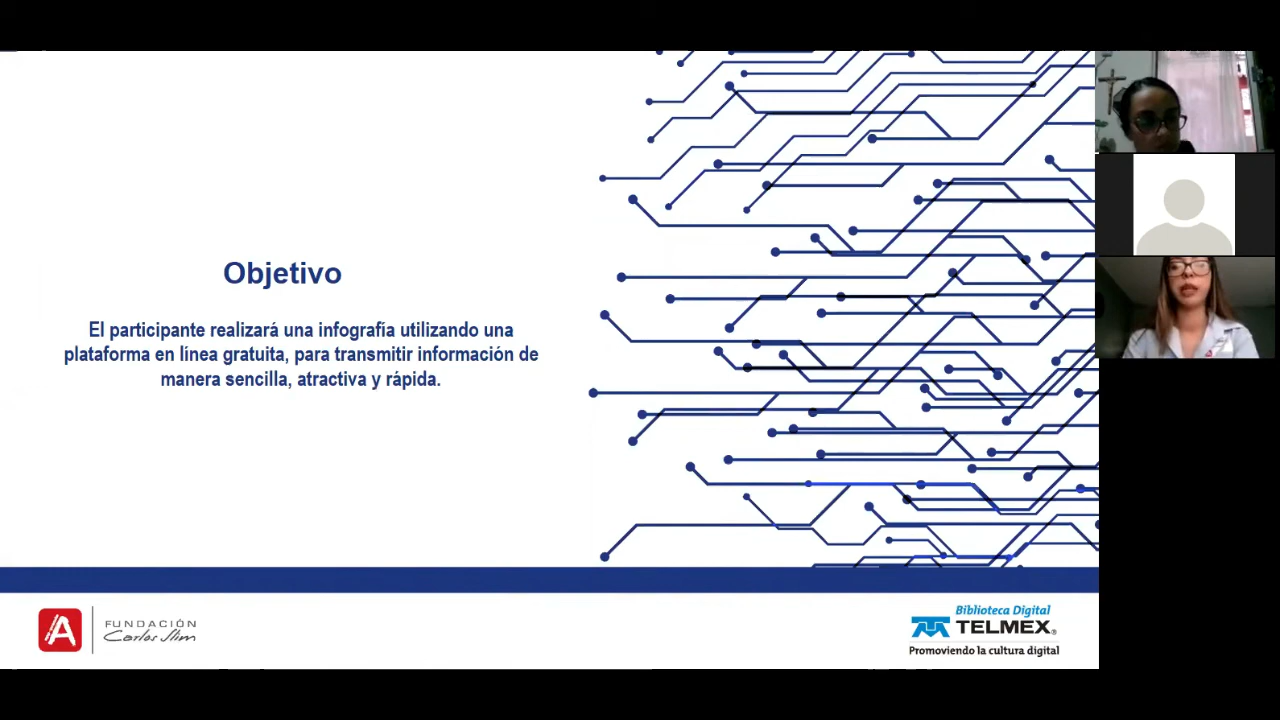 Objetivo
El participante realizará una infografía utilizando una
plataforma en línea gratuita, para transmitir información de
manera sencilla, atractiva y rápida.
FUNDACIÓN
Carlos Slim
Biblioteca Digital
TELMEX®
Promoviendo la cultura digital